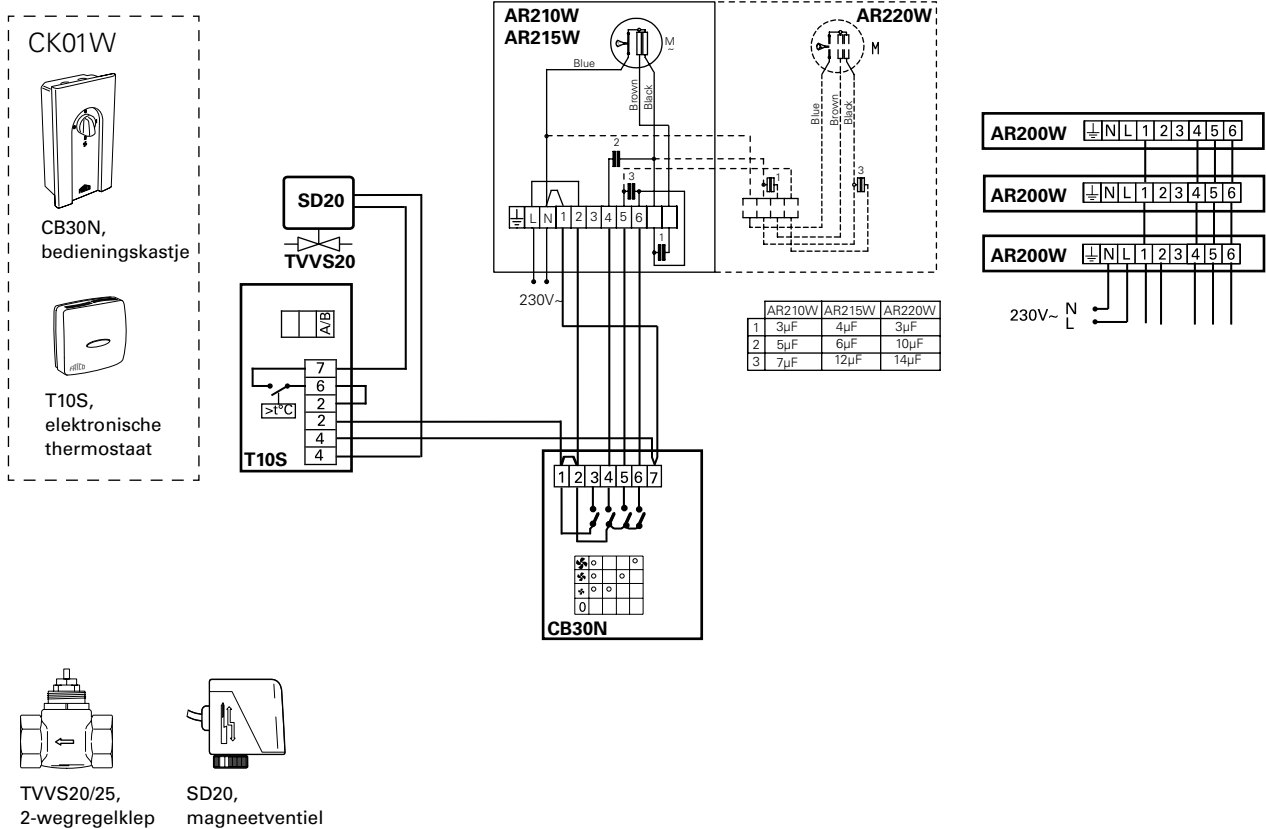 CK01W
CB30N,
bedieningskastje
FRICO
T10S,
elektronische
thermostaat
SD20
TVVS20
A/B
7
6
2
2
4
4
>t°C
T10S
AR210W
AR215W
M
~
Blue
Brown
Black
2
3
L N 1 2 3 4 5 6
1
230V~
AR220W
M
Blue
Brown
Black
1
3
AR210W AR215W AR220W
1 3µF 4µF 3µF
2 5µF 6µF 10µF
3 7µF 12µF 14µF
1 2 3 4 5 6 7
0
CB30N
AR200W N L 1 2 3 4 5 6
AR200W N L 1 2 3 4 5 6
AR200W N L 1 2 3 4 5 6
230V~ N
L
TVVS20/25,
2-wegregelklep
SD20,
magneetventiel